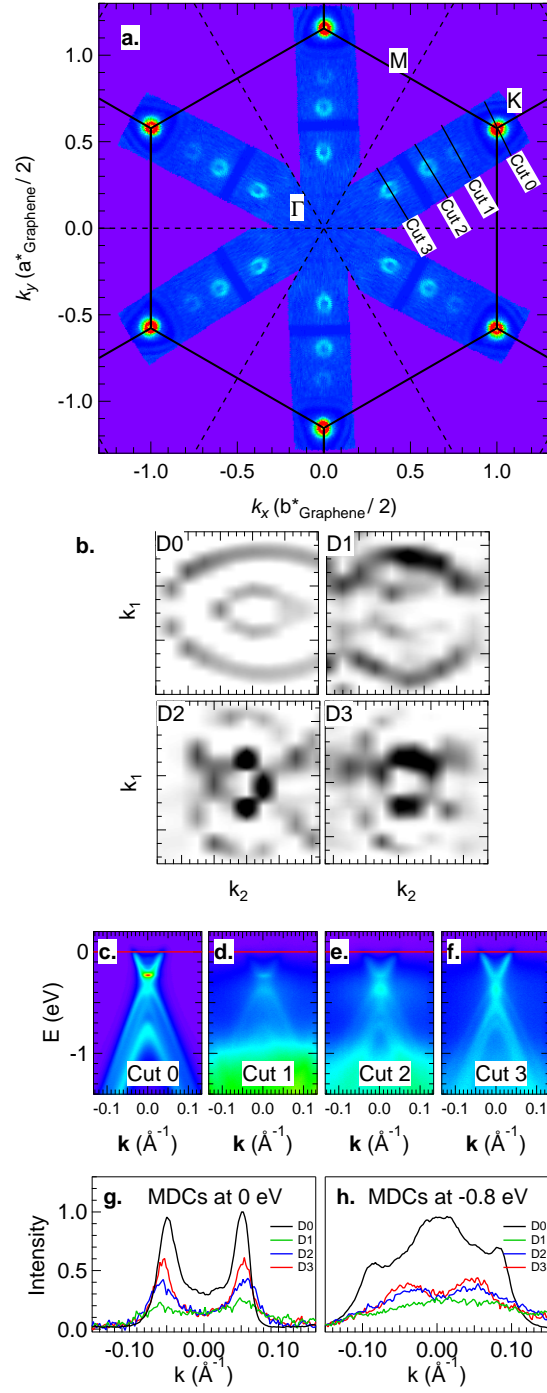 a.
M
K
Γ
Cut 0
Cut 1
Cut 2
Cut 3
1.0
0.5
0.0
-0.5
-1.0
k_y (a*_Graphene / 2)
-1.0 -0.5 0.0 0.5 1.0
k_x (b*_Graphene / 2)
b.
D0 D1
k_1
D2 D3
k_1
k_2 k_2
c. d. e. f.
0
-1
E (eV)
Cut 0 Cut 1 Cut 2 Cut 3
-0.1 0.0 0.1 -0.1 0.0 0.1 -0.1 0.0 0.1 -0.1 0.0 0.1
k (Å⁻¹) k (Å⁻¹) k (Å⁻¹) k (Å⁻¹)
g. MDCs at 0 eV
h. MDCs at -0.8 eV
1.0
0.5
0.0
Intensity
D0
D1
D2
D3
D0
D1
D2
D3
-0.10 0.00 0.10 -0.10 0.00 0.10
k (Å⁻¹) k (Å⁻¹)